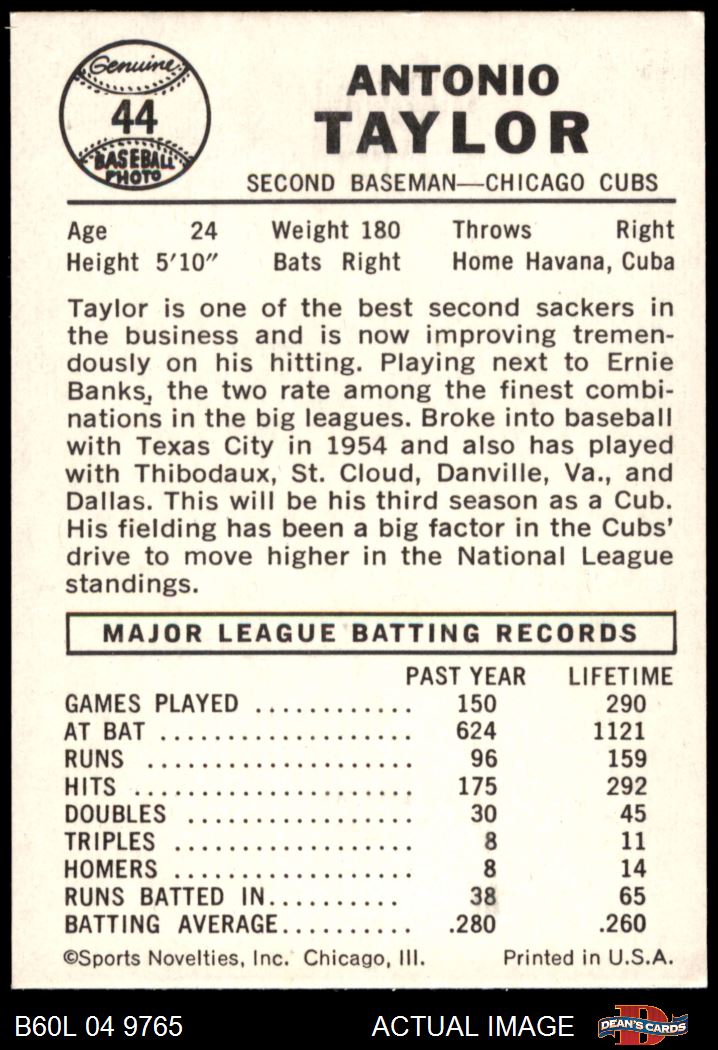 Genuine
44
BASEBALL
PHOTO
ANTONIO
TAYLOR
SECOND BASEMAN—CHICAGO CUBS
Age 24 Weight 180 Throws Right
Height 5'10" Bats Right Home Havana, Cuba
Taylor is one of the best second sackers in
the business and is now improving tremen-
dously on his hitting. Playing next to Ernie
Banks, the two rate among the finest combi-
nations in the big leagues. Broke into baseball
with Texas City in 1954 and also has played
with Thibodaux, St. Cloud, Danville, Va., and
Dallas. This will be his third season as a Cub.
His fielding has been a big factor in the Cubs'
drive to move higher in the National League
standings.
MAJOR LEAGUE BATTING RECORDS
PAST YEAR LIFETIME
GAMES PLAYED ............ 150 290
AT BAT ................... 624 1121
RUNS .................... 96 159
HITS ..................... 175 292
DOUBLES ................. 30 45
TRIPLES ................... 8 11
HOMERS .................. 8 14
RUNS BATTED IN........... 38 65
BATTING AVERAGE.......... .280 .260
©Sports Novelties, Inc. Chicago, Ill. Printed in U.S.A.
B60L 04 9765 ACTUAL IMAGE DEAN'S CARDS